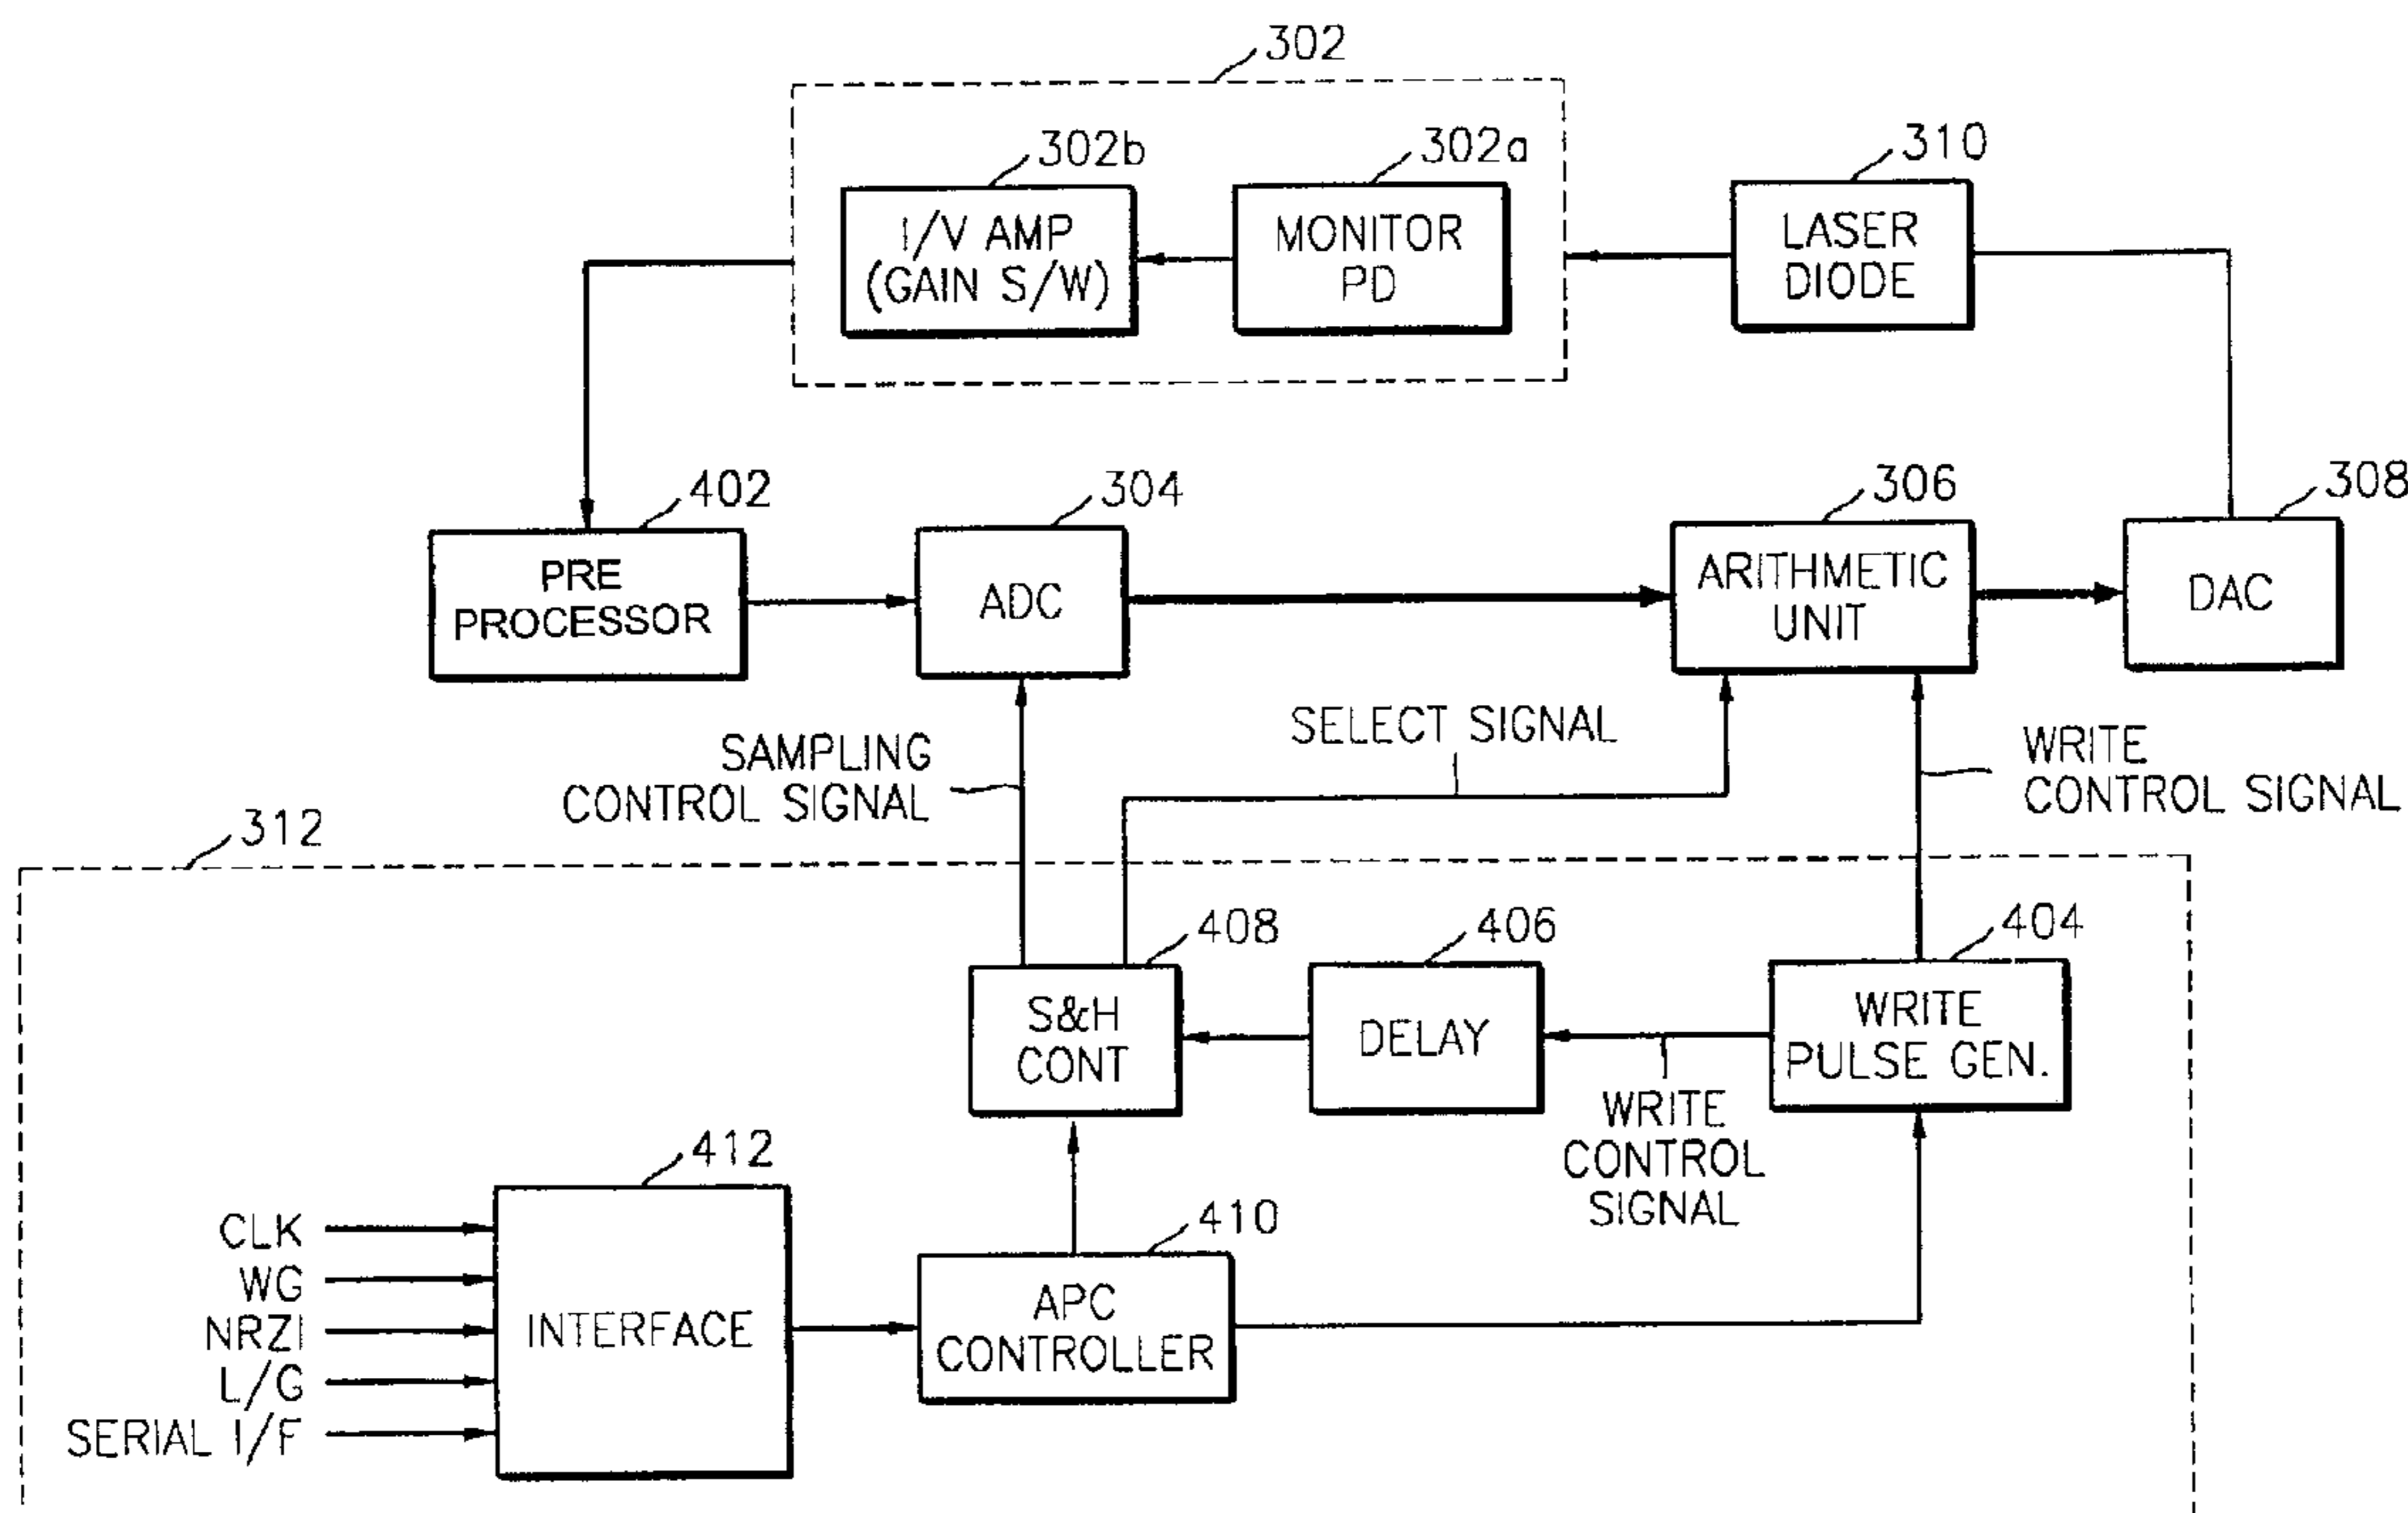 302
302b
302a
310
I/V AMP
(GAIN S/W)
MONITOR
PD
LASER
DIODE
402
304
306
308
PRE
PROCESSOR
ADC
ARITHMETIC
UNIT
DAC
SAMPLING
CONTROL SIGNAL
SELECT SIGNAL
WRITE
CONTROL SIGNAL
312
408
406
404
S&H
CONT
DELAY
WRITE
PULSE GEN.
WRITE
CONTROL
SIGNAL
412
410
CLK
WG
NRZI
L/G
SERIAL I/F
INTERFACE
APC
CONTROLLER